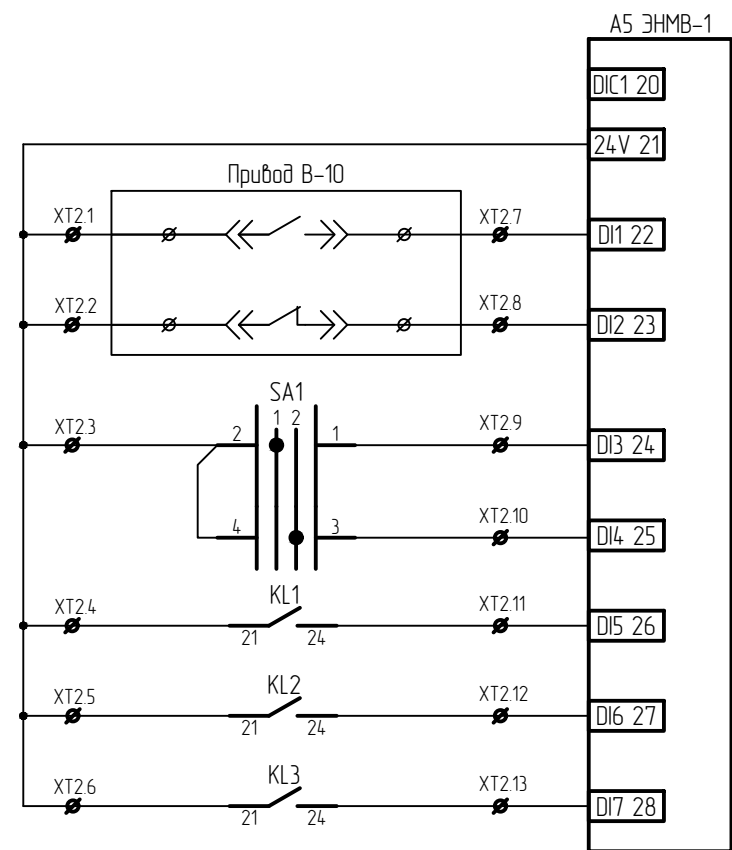 А5 ЭНМВ-1
DIC1 20
24V 21
Привод В-10
XT2.1
XT2.7
DI1 22
XT2.2
XT2.8
DI2 23
SA1
1 2
XT2.3
2
1
XT2.9
DI3 24
4
3
XT2.10
DI4 25
KL1
XT2.4
21
24
XT2.11
DI5 26
KL2
XT2.5
21
24
XT2.12
DI6 27
KL3
XT2.6
21
24
XT2.13
DI7 28